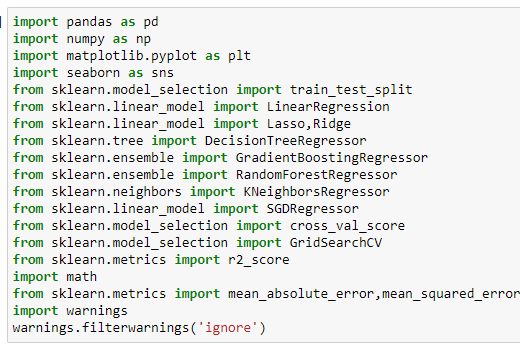 import pandas as pd
import numpy as np
import matplotlib.pyplot as plt
import seaborn as sns
from sklearn.model_selection import train_test_split
from sklearn.linear_model import LinearRegression
from sklearn.linear_model import Lasso,Ridge
from sklearn.tree import DecisionTreeRegressor
from sklearn.ensemble import GradientBoostingRegressor
from sklearn.ensemble import RandomForestRegressor
from sklearn.neighbors import KNeighborsRegressor
from sklearn.linear_model import SGDRegressor
from sklearn.model_selection import cross_val_score
from sklearn.model_selection import GridSearchCV
from sklearn.metrics import r2_score
import math
from sklearn.metrics import mean_absolute_error,mean_squared_error
import warnings
warnings.filterwarnings('ignore')